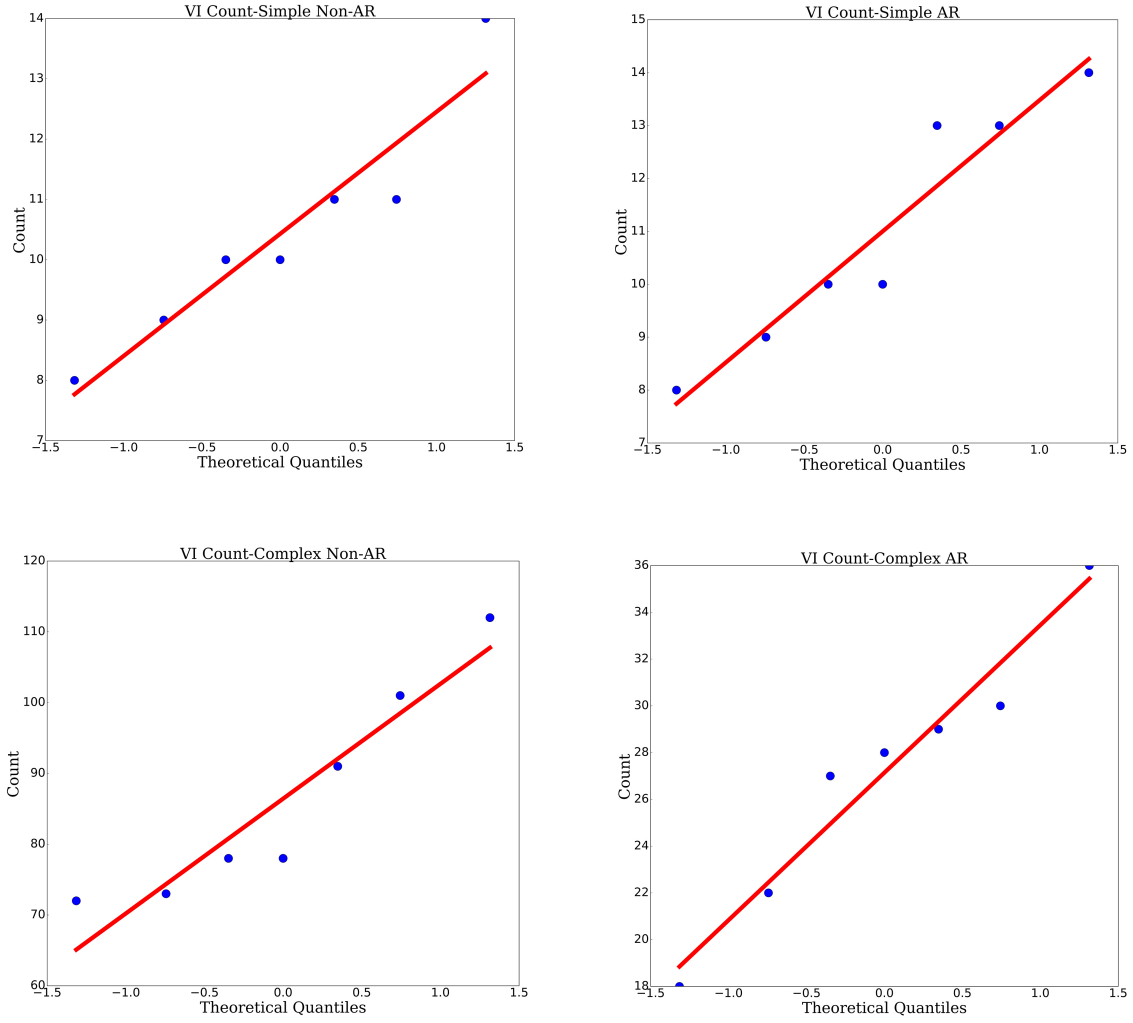 VI Count-Simple Non-AR
14
13
12
11
10
9
8
7
Count
−1.5 −1.0 −0.5 0.0 0.5 1.0 1.5
Theoretical Quantiles
VI Count-Simple AR
15
14
13
12
11
10
9
8
7
Count
−1.5 −1.0 −0.5 0.0 0.5 1.0 1.5
Theoretical Quantiles
VI Count-Complex Non-AR
120
110
100
90
80
70
60
Count
−1.5 −1.0 −0.5 0.0 0.5 1.0 1.5
Theoretical Quantiles
VI Count-Complex AR
36
34
32
30
28
26
22
20
18
Count
−1.5 −1.0 −0.5 0.0 0.5 1.0 1.5
Theoretical Quantiles